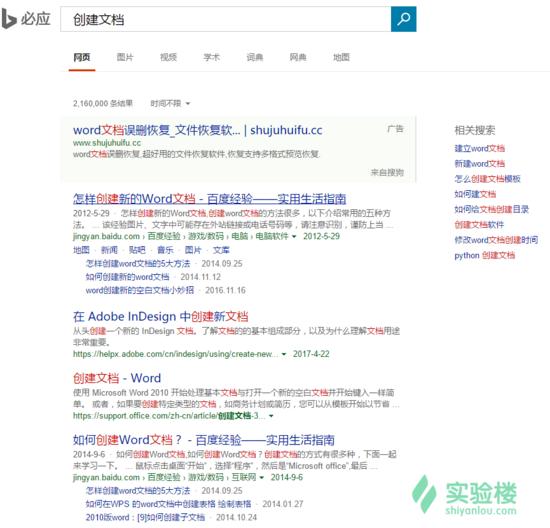 必应
创建文档
网页 图片 视频 学术 词典 网典 地图
2,160,000 条结果 时间不限
word文档误删恢复_文件恢复软... | shujuhuifu.cc 广告
www.shujuhuifu.cc
word文档误删恢复,超好用的文件恢复软件,恢复支持多格式预览恢复.
来自搜狗
怎样创建新的Word文档 - 百度经验——实用生活指南
2012-5-29 · 怎样创建新的Word文档,创建word文档的方法很多，以下介绍常用的五种方
法。 ... 该经验图片、文字中可能存在外站链接或电话号码等，请注意识别，谨防上当 ...
jingyan.baidu.com › 百度经验 › 游戏/数码 › 电脑 › 电脑软件 2012-5-29
地图 · 新闻 · 贴吧 · 音乐 · 图片 · 文库
怎样创建word文档的5大方法 · 2014.09.25
如何创建新的word文档 · 2014.11.12
word创建新的空白文档小妙招 · 2016.11.16
在 Adobe InDesign 中创建新文档
从头创建一个新的 InDesign 文档。了解文档的的基本组成部分，以及为什么理解文档用途
非常重要。
https://helpx.adobe.com/cn/indesign/using/create-new... 2017-4-22
创建文档 - Word
使用 Microsoft Word 2010 开始处理基本文档与打开一个新的空白文档并开始键入一样简
单。 或者，如果要创建特定类型的文档，如商务计划或简历，您可以从模板开始以节省 ...
https://support.office.com/zh-cn/article/创建文档-3...
如何创建Word文档？ - 百度经验——实用生活指南
2014-9-6 · 如何创建Word文档,如何创建Word文档？创建文档的方式有很多种，下面一起
来学习一下。 ... 鼠标点击桌面“开始”，选择“程序”，然后是“Microsoft office”,最后 ...
jingyan.baidu.com › 百度经验 › 游戏/数码 › 互联网 2014-9-6
怎样创建word文档的5大方法 · 2014.09.25
如何在WPS 的word文档中创建表格 绘制表格 · 2014.01.27
2010版word：[9]如何创建子文档 · 2014.10.24
相关搜索
建立word文档
新建word文档
怎么创建文档模板
如何建文档
如何给文档创建目录
创建文档软件
修改word文档创建时间
python 创建文档
实验楼
shiyanlou.com